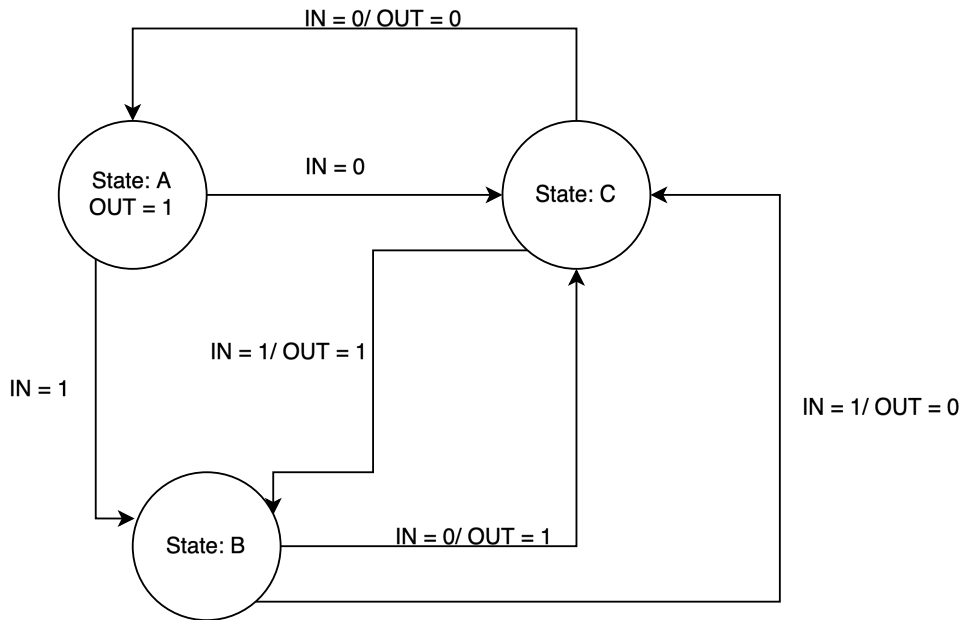 IN = 0/ OUT = 0
State: A
OUT = 1
IN = 0
State: C
IN = 1/ OUT = 1
IN = 1
IN = 1/ OUT = 0
State: B
IN = 0/ OUT = 1